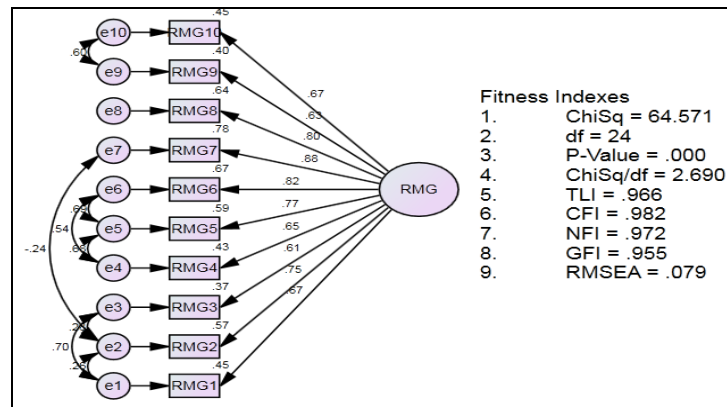 .45
e10 RMG10
.60 .40
e9 RMG9 .67
.64 .63
e8 RMG8
.78 .80
e7 RMG7 .88
.67
e6 RMG6 .82
.69 .59
.54 e5 RMG5 .77
-.24 .68 .43 .65
e4 RMG4 .61
.37 .75
e3 RMG3 .67
.57
e2 RMG2
.70 .26 .45
e1 RMG1
RMG
Fitness Indexes
1. ChiSq = 64.571
2. df = 24
3. P-Value = .000
4. ChiSq/df = 2.690
5. TLI = .966
6. CFI = .982
7. NFI = .972
8. GFI = .955
9. RMSEA = .079